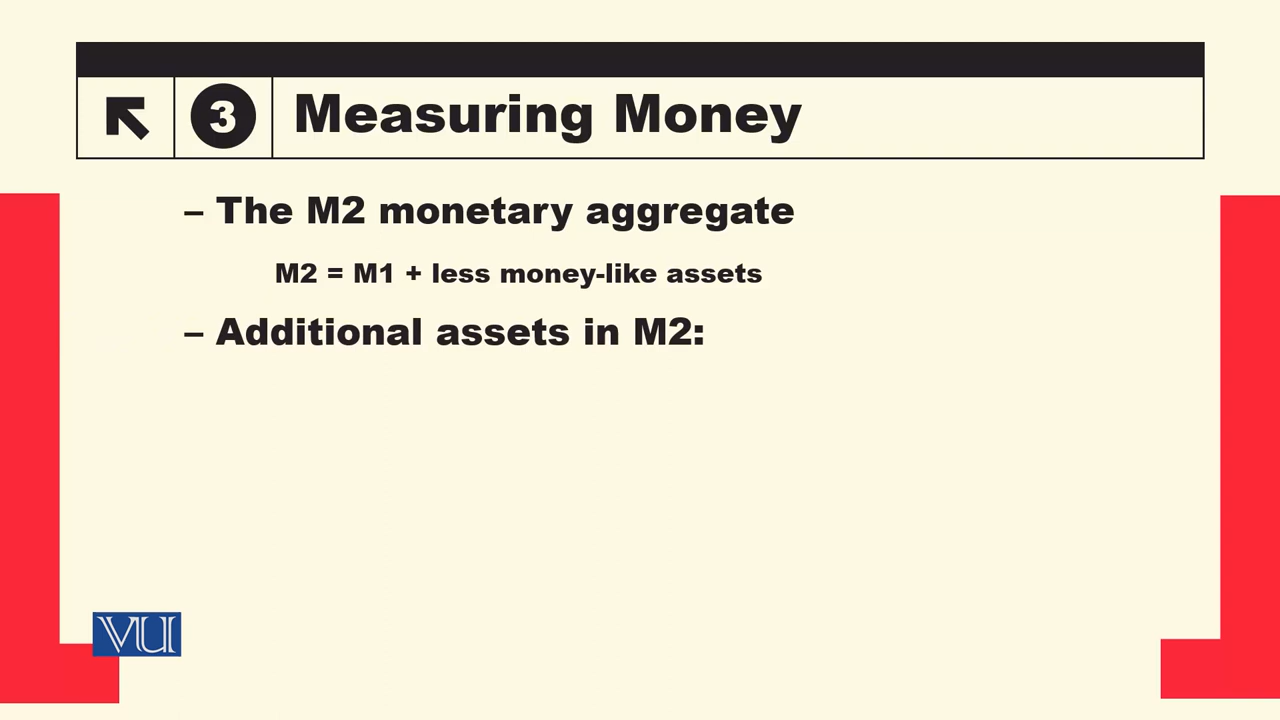 3 Measuring Money
– The M2 monetary aggregate
M2 = M1 + less money-like assets
– Additional assets in M2:
VU